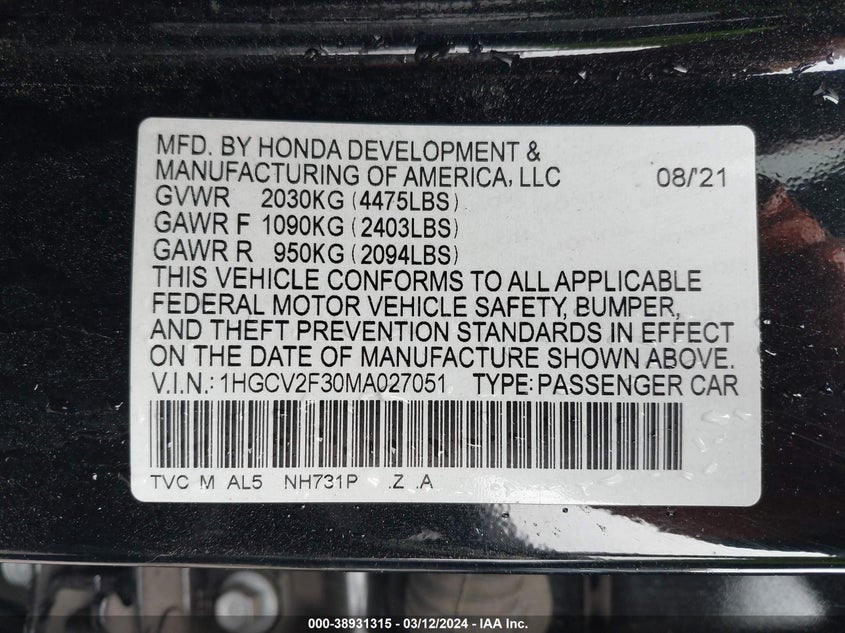 MFD. BY HONDA DEVELOPMENT &
MANUFACTURING OF AMERICA, LLC 08/'21
GVWR 2030KG (4475LBS)
GAWR F 1090KG (2403LBS)
GAWR R 950KG (2094LBS)
THIS VEHICLE CONFORMS TO ALL APPLICABLE
FEDERAL MOTOR VEHICLE SAFETY, BUMPER,
AND THEFT PREVENTION STANDARDS IN EFFECT
ON THE DATE OF MANUFACTURE SHOWN ABOVE.
V.I.N.: 1HGCV2F30MA027051 TYPE: PASSENGER CAR
TVC M AL5 NH731P .Z .A
000-38931315 - 03/12/2024 - IAA Inc.